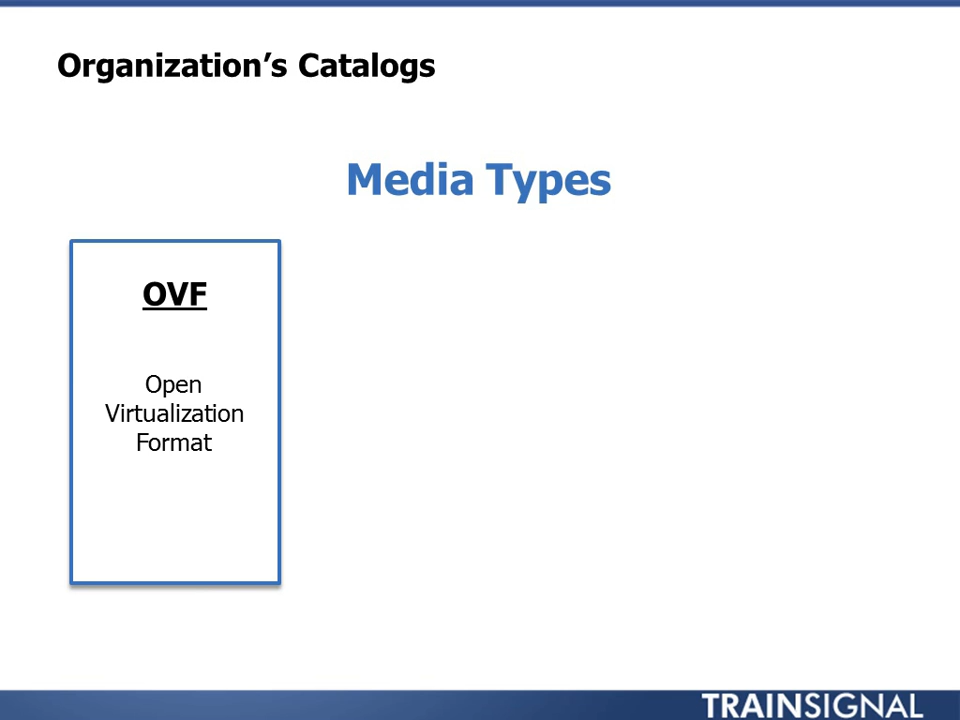 Organization’s Catalogs
Media Types
OVF
Open
Virtualization
Format
TRAINSIGNAL